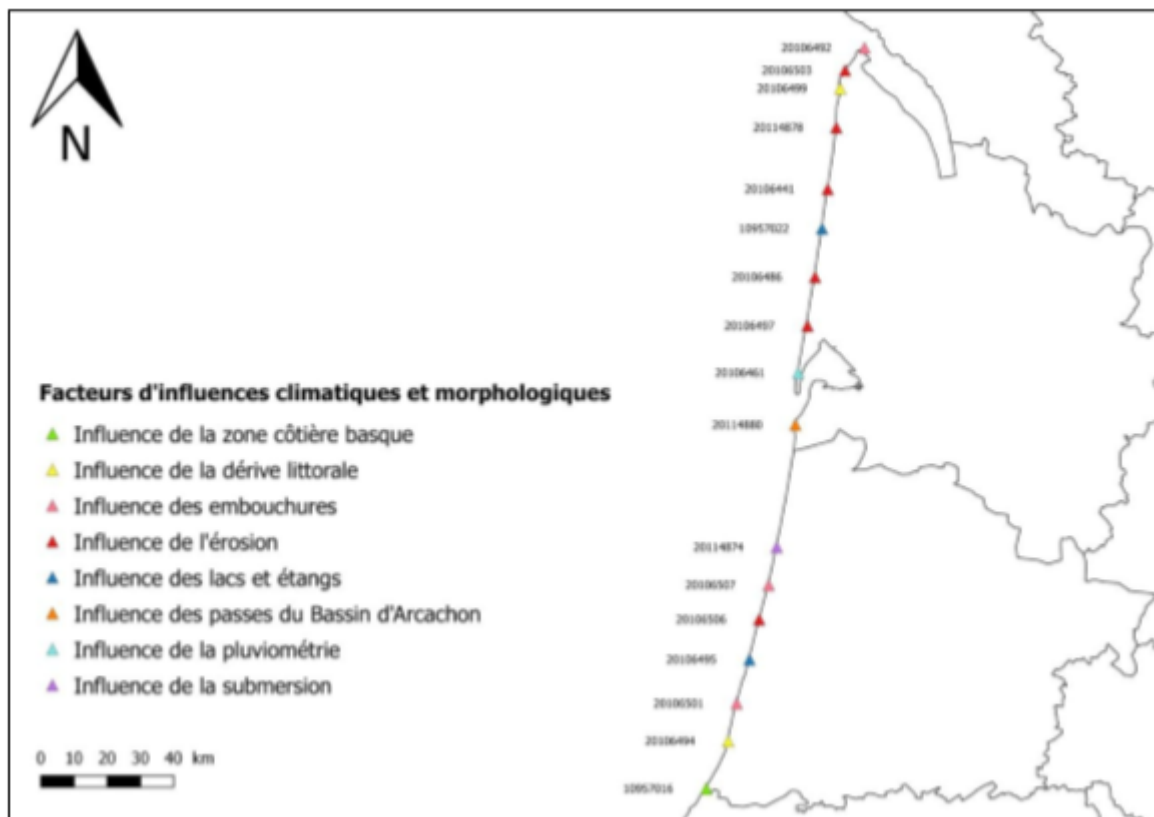 N
20106492
20106503
20106499
20114878
20106441
10957022
20106486
20106497
20106461
20114880
20114874
20106507
20106506
20106495
20106501
20106494
10957016
Facteurs d'influences climatiques et morphologiques
Influence de la zone côtière basque
Influence de la dérive littorale
Influence des embouchures
Influence de l'érosion
Influence des lacs et étangs
Influence des passes du Bassin d'Arcachon
Influence de la pluviométrie
Influence de la submersion
0 10 20 30 40 km